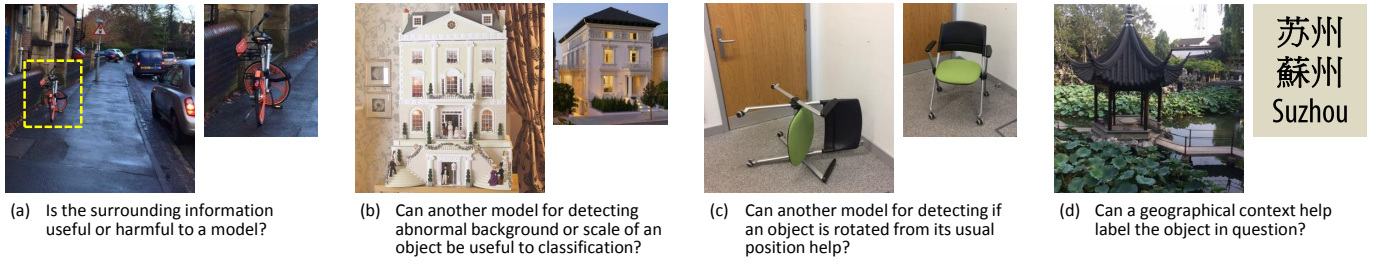 苏州
蘇州
Suzhou
(a) Is the surrounding information
useful or harmful to a model?
(b) Can another model for detecting
abnormal background or scale of an
object be useful to classification?
(c) Can another model for detecting if
an object is rotated from its usual
position help?
(d) Can a geographical context help
label the object in question?